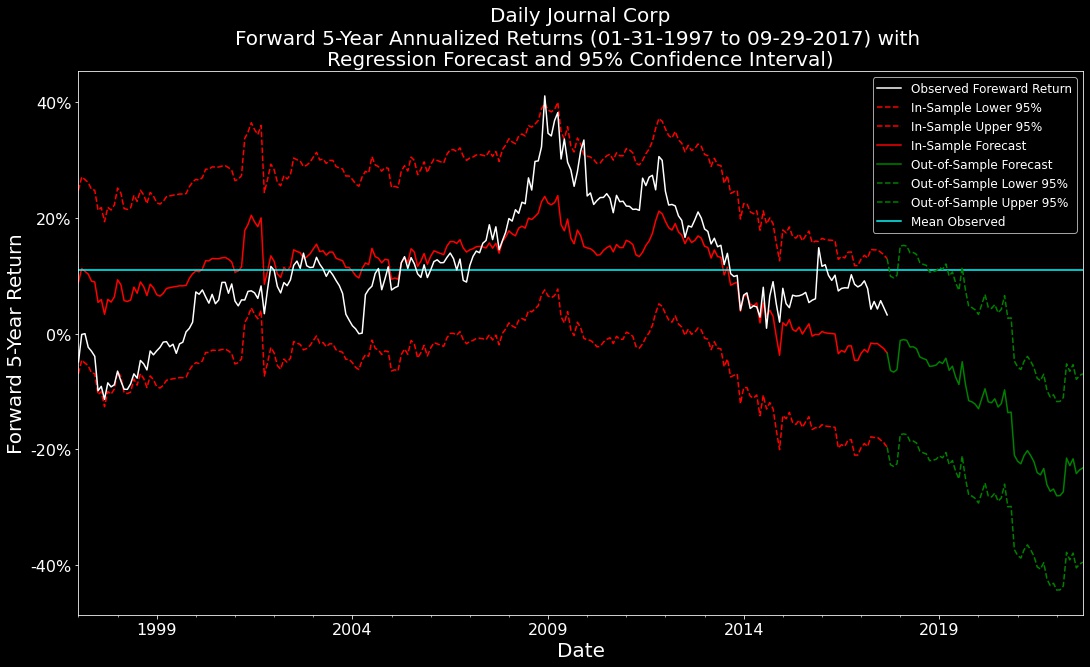 Daily Journal Corp
Forward 5-Year Annualized Returns (01-31-1997 to 09-29-2017) with
Regression Forecast and 95% Confidence Interval)
Forward 5-Year Return
40%
20%
0%
-20%
-40%
Observed Foreward Return
In-Sample Lower 95%
In-Sample Upper 95%
In-Sample Forecast
Out-of-Sample Forecast
Out-of-Sample Lower 95%
Out-of-Sample Upper 95%
Mean Observed
1999
2004
2009
2014
2019
Date